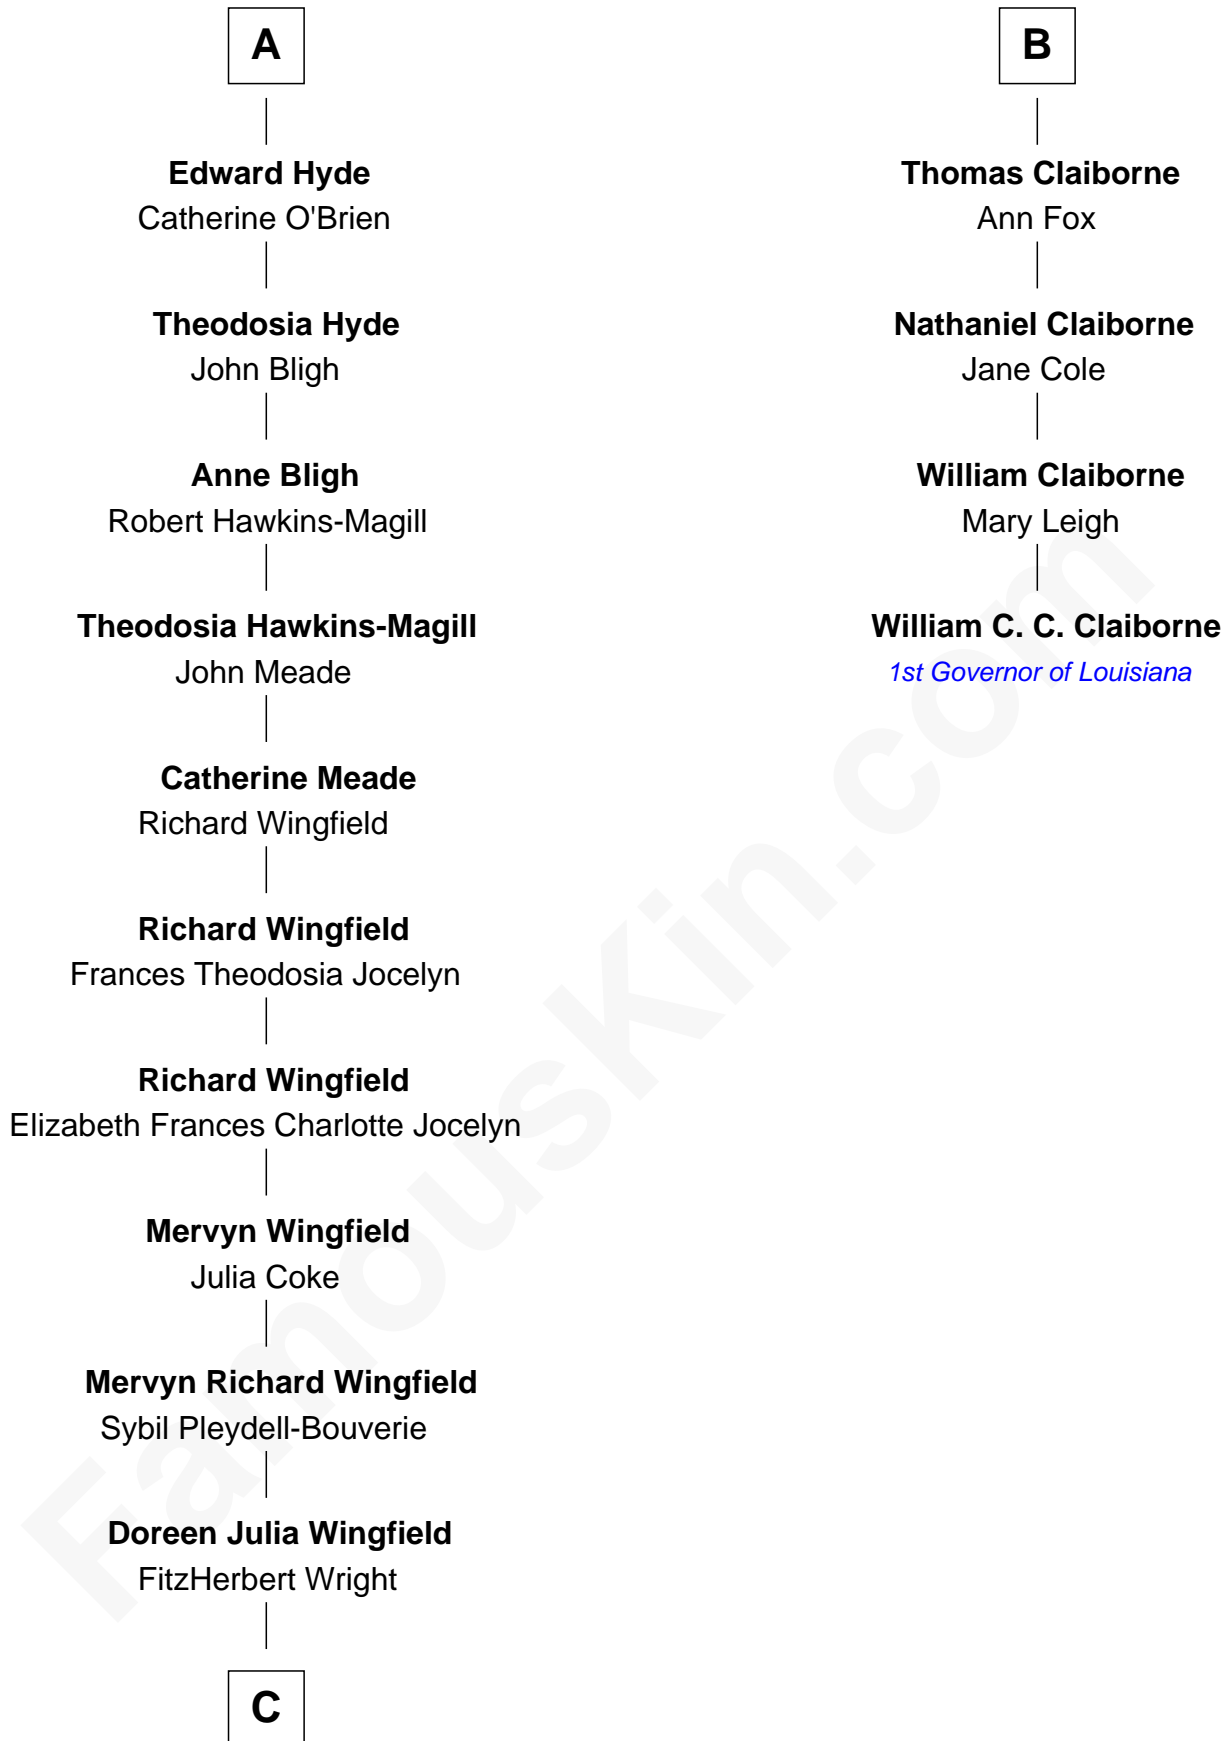 A
Edward Hyde
Catherine O'Brien
Theodosia Hyde
John Bligh
Anne Bligh
Robert Hawkins-Magill
Theodosia Hawkins-Magill
John Meade
Catherine Meade
Richard Wingfield
Richard Wingfield
Frances Theodosia Jocelyn
Richard Wingfield
Elizabeth Frances Charlotte Jocelyn
Mervyn Wingfield
Julia Coke
Mervyn Richard Wingfield
Sybil Pleydell-Bouverie
Doreen Julia Wingfield
FitzHerbert Wright
C
B
Thomas Claiborne
Ann Fox
Nathaniel Claiborne
Jane Cole
William Claiborne
Mary Leigh
William C. C. Claiborne
1st Governor of Louisiana
FamousKin.com